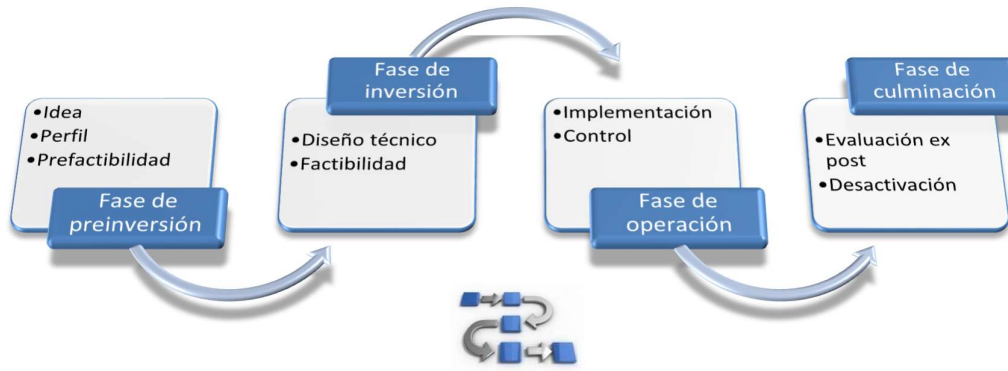 •Idea
•Perfil
•Prefactibilidad
Fase de
preinversión
Fase de
inversión
•Diseño técnico
•Factibilidad
•Implementación
•Control
Fase de
operación
Fase de
culminación
•Evaluación ex
post
•Desactivación